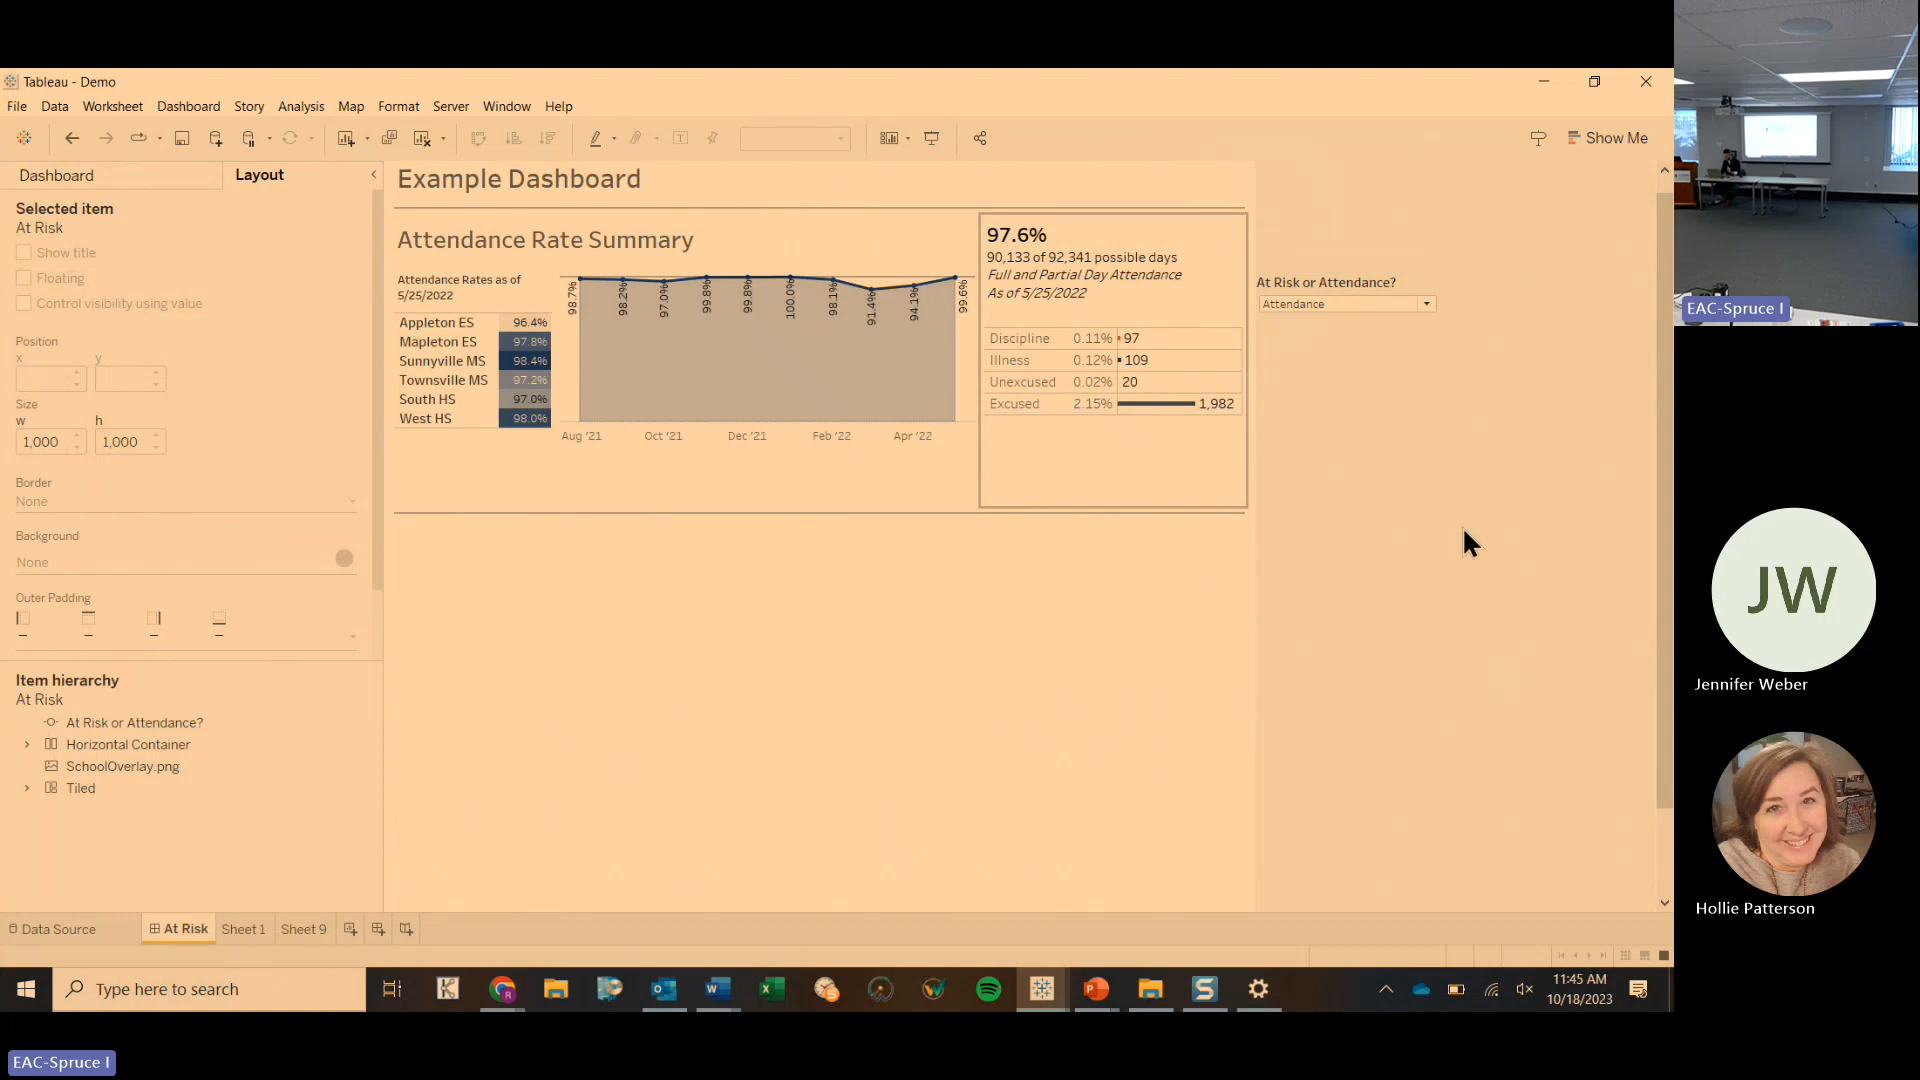 Tableau - Demo
File Data Worksheet Dashboard Story Analysis Map Format Server Window Help
Show Me
Dashboard
Layout
Selected item
At Risk
Show title
Floating
Control visibility using value
Position
x y
Size
w h
1,000 1,000
Border
None
Background
None
Outer Padding
Item hierarchy
At Risk
At Risk or Attendance?
Horizontal Container
SchoolOverlay.png
Tiled
Example Dashboard
Attendance Rate Summary
Attendance Rates as of
5/25/2022
Appleton ES 96.4%
Mapleton ES 97.8%
Sunnyville MS 98.4%
Townsville MS 97.2%
South HS 97.0%
West HS 98.0%
98.7% 98.2% 97.0% 99.8% 99.8% 100.0% 98.1% 91.4% 94.1% 99.6%
Aug '21 Oct '21 Dec '21 Feb '22 Apr '22
97.6%
90,133 of 92,341 possible days
Full and Partial Day Attendance
As of 5/25/2022
Discipline 0.11% 97
Illness 0.12% 109
Unexcused 0.02% 20
Excused 2.15% 1,982
At Risk or Attendance?
Attendance
Data Source At Risk Sheet 1 Sheet 9
Type here to search
11:45 AM
10/18/2023
EAC-Spruce I
JW
Jennifer Weber
Hollie Patterson
EAC-Spruce I